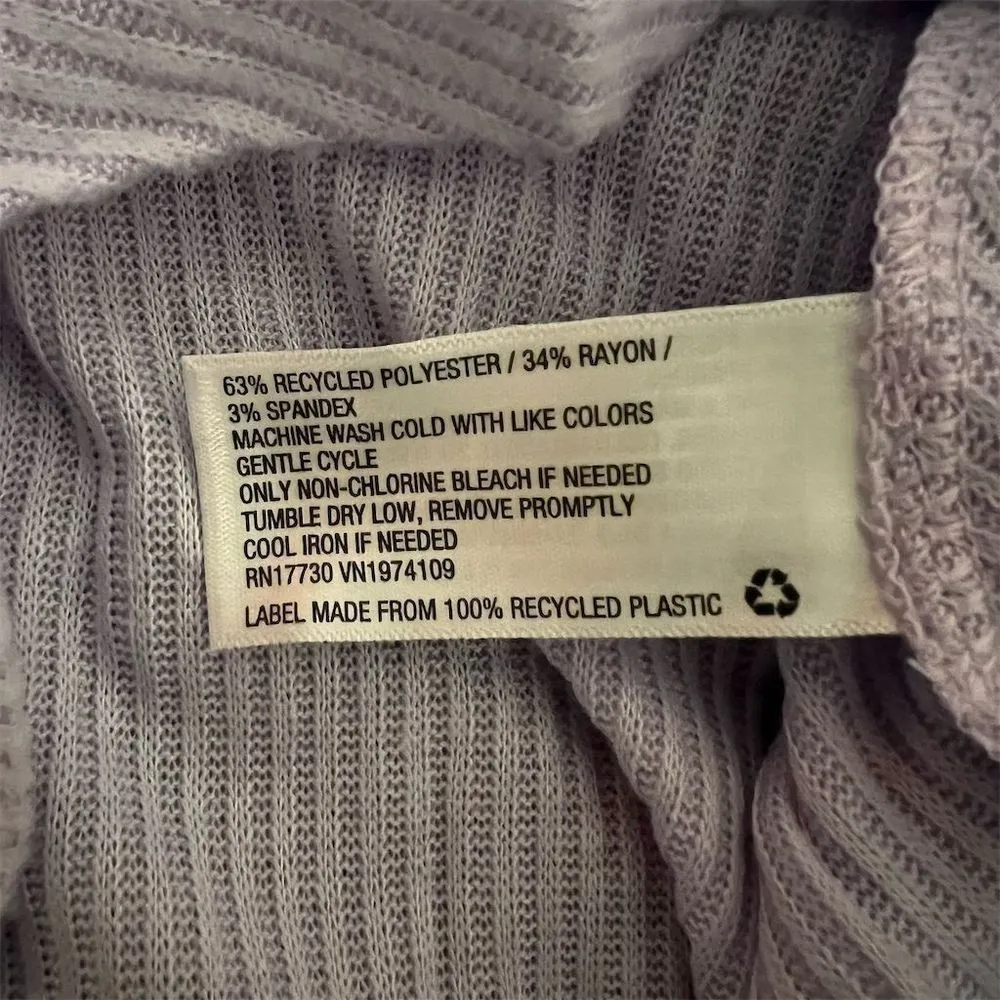 63% RECYCLED POLYESTER / 34% RAYON /
3% SPANDEX
MACHINE WASH COLD WITH LIKE COLORS
GENTLE CYCLE
ONLY NON-CHLORINE BLEACH IF NEEDED
TUMBLE DRY LOW, REMOVE PROMPTLY
COOL IRON IF NEEDED
RN17730 VN1974109
LABEL MADE FROM 100% RECYCLED PLASTIC